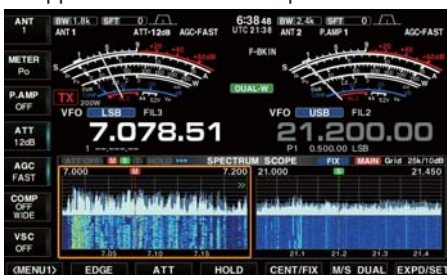 ANT
1
BW 1.8k SFT 0
6:38 48
UTC 21:38
BW 2.4k SFT 0
ANT 1 ATT-12dB AGC-FAST
ANT 2 P.AMP 1 AGC-FAST
F-BKIN
METER
Po
P.AMP
OFF
TX 200W
DUAL-W
VFO LSB FIL3
VFO USB FIL2
ATT
12dB
7.078.51
21.200.00
1 --.---.--
P1 0.500.00 LSB
AGC
FAST
ATT OFF M S HOLD SPECTRUM SCOPE FIX MAIN Grid 25k/10dB
7.000 M 7.200
21.000 S 21.450
COMP
OFF
WIDE
VSC
OFF
7.05 7.10 7.15
21.1 21.2 21.3 21.4
<MENU1> EDGE ATT HOLD CENT/FIX M/S DUAL EXPD/SE